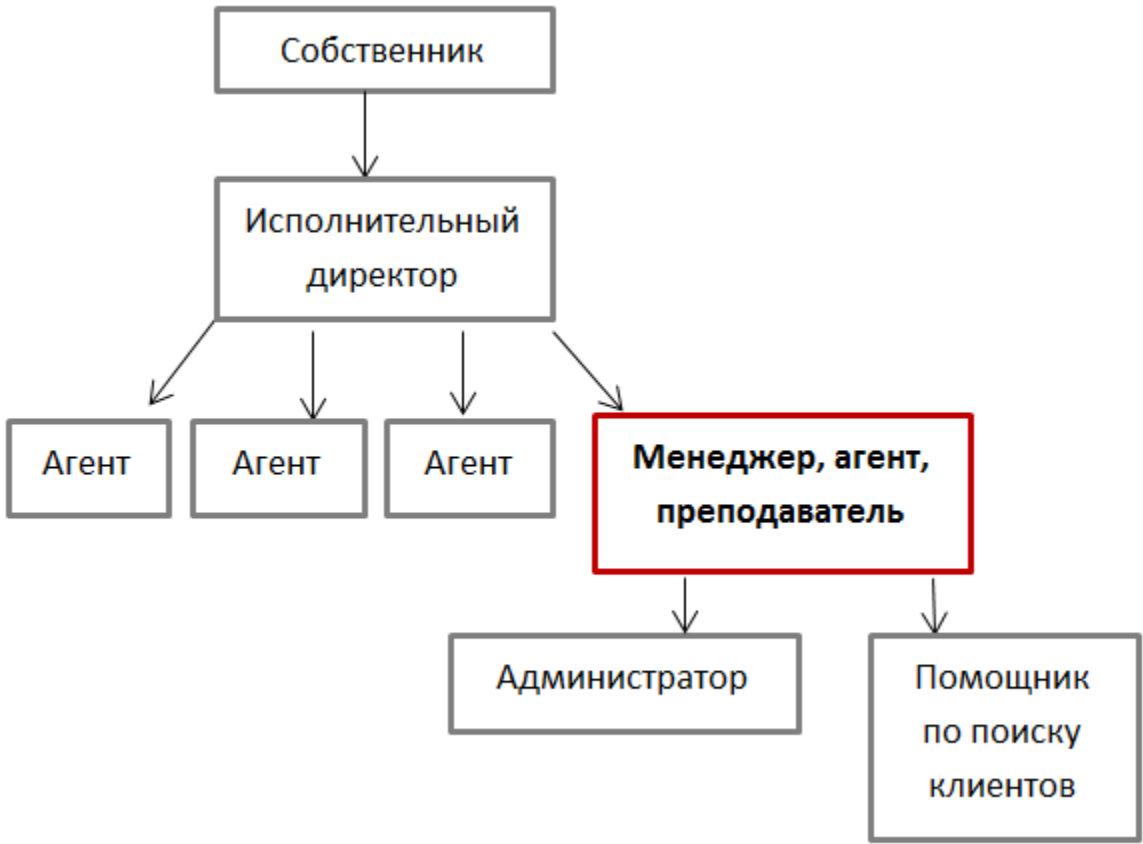 Собственник
Исполнительный
директор
Агент
Агент
Агент
Менеджер, агент,
преподаватель
Администратор
Помощник
по поиску
клиентов